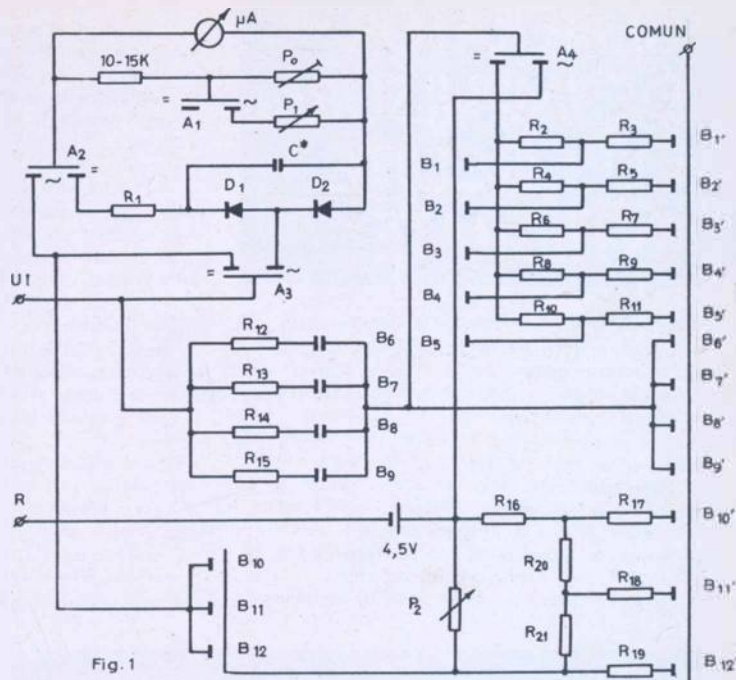 µA
COMUN
10-15K
P₀
A4
=
~
=
~
A1
P1
R2
R3
B1'
A2
C*
B1
~
=
R4
R5
B2'
R1
D1
D2
B2
R6
R7
B3'
B3
R8
R9
B4'
=
~
UI
A3
B4
R10
R11
B5'
R12
B6
B5
B6'
R13
B7
B7'
R14
B8
B8'
R15
B9
B9'
R
R16
R17
B10'
4,5V
B10
R20
B11
P2
R18
B11'
B12
R21
R19
B12'
Fig.1